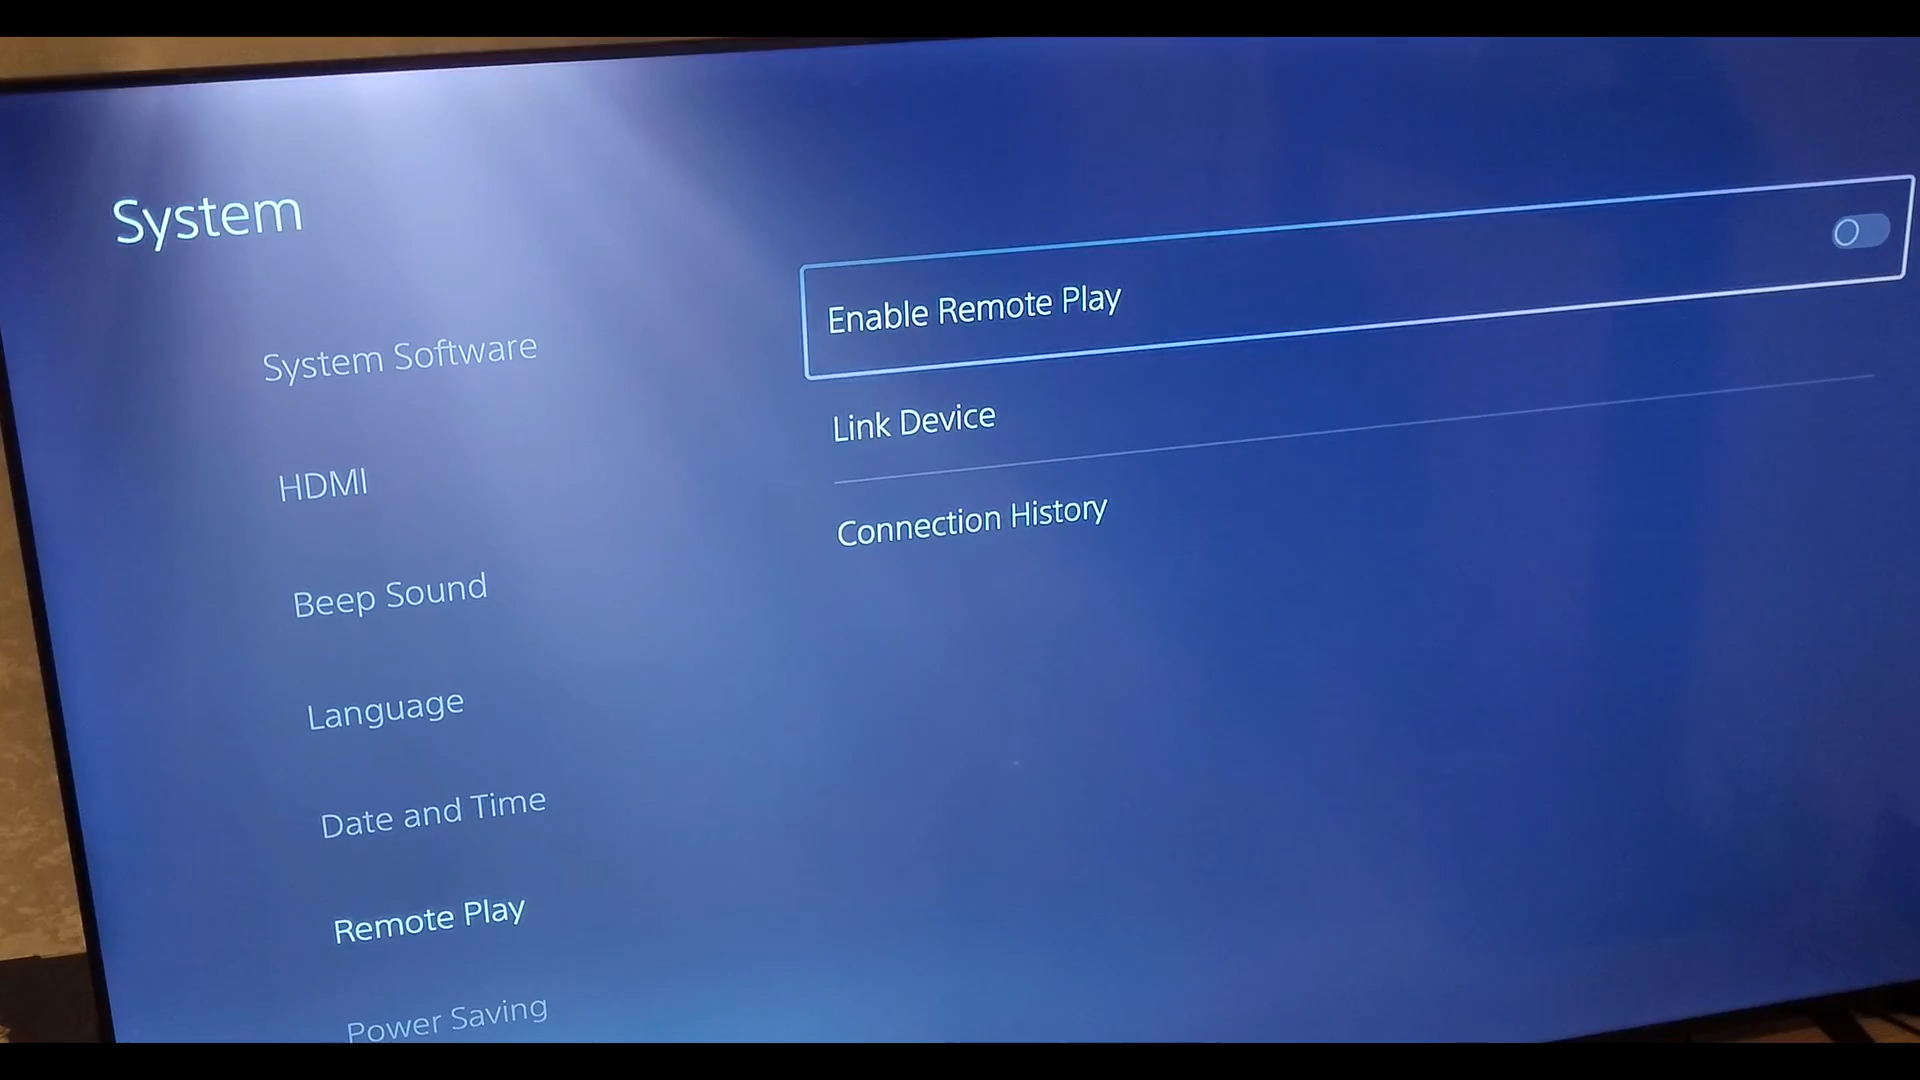 System
System Software
HDMI
Beep Sound
Language
Date and Time
Remote Play
Power Saving
Enable Remote Play
Link Device
Connection History